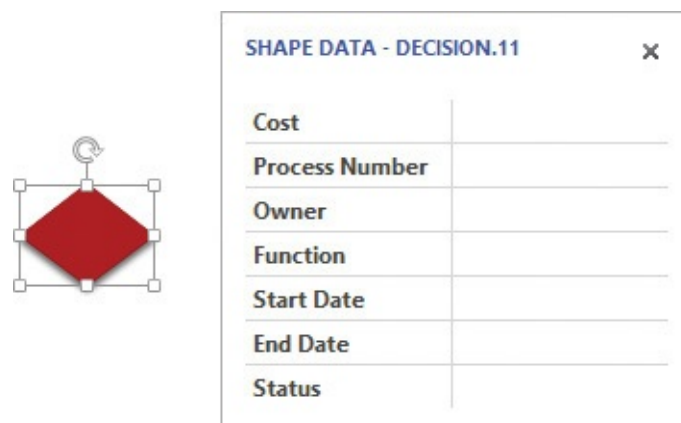 SHAPE DATA - DECISION.11
Cost
Process Number
Owner
Function
Start Date
End Date
Status